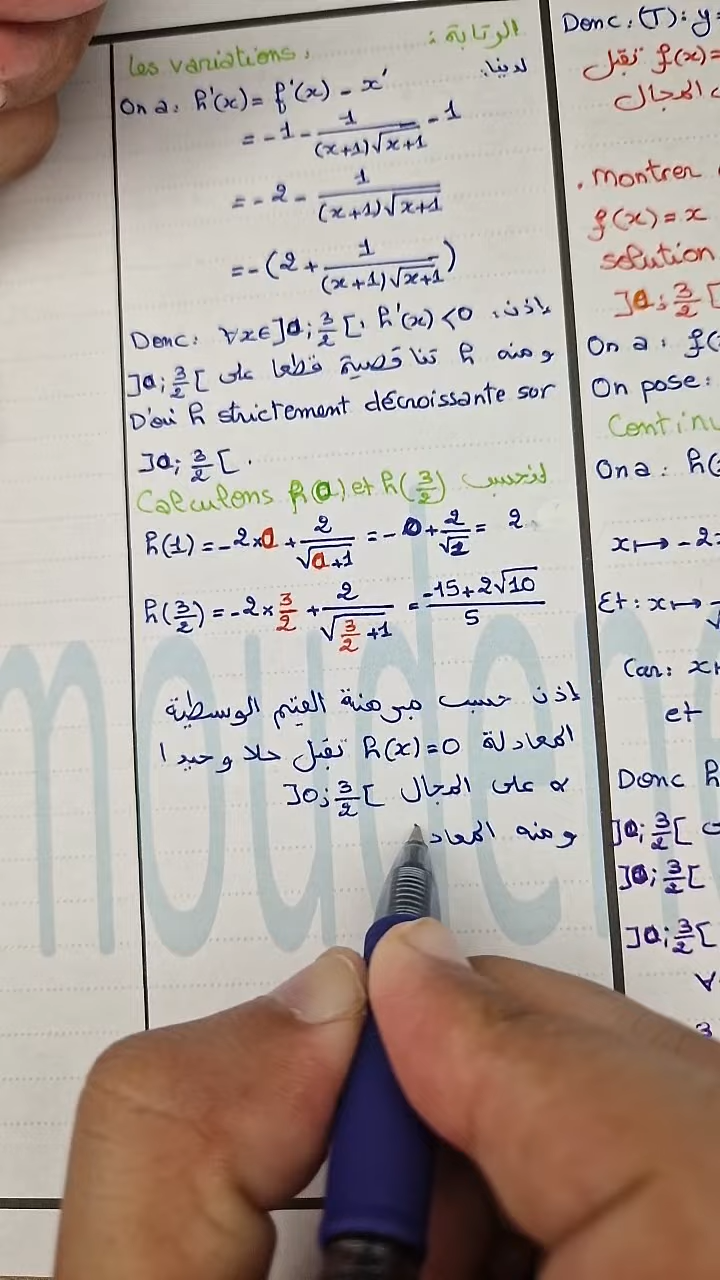 Les variations. الرتابة :
On a: h'(x) = f'(x) - x' لدينا:
= -1 - 1/((x+1)√(x+1)) - 1
= -2 - 1/((x+1)√(x+1))
= -(2 + 1/((x+1)√(x+1)))
Donc: ∀x∈]0; 3/2[, h'(x) < 0 إذن:
ومنه h تناقصية قطعا على ]0; 3/2[
D'où h strictement décroissante sur
]0; 3/2[.
Calculons h(0) et h(3/2) لنحسب
h(1) = -2×0 + 2/√(0+1) = -0 + 2/√1 = 2
h(3/2) = -2×3/2 + 2/√(3/2+1) = (-15+2√10)/5
إذن حسب مبرهنة القيم الوسطية
المعادلة h(x)=0 تقبل حلا وحيدا
α على المجال ]0; 3/2[
ومنه المعاد
Donc: (T): y=
f(x)= تقبل
المجال
. montrer
f(x) = x
solution
]0; 3/2[
On a: f(
On pose:
Continu
On a: h(
x ↦ -2
Et: x ↦
Car: x
et
Donc h
]0; 3/2[
]0; 3/2[
]0; 3/2[
∀
3
mouden